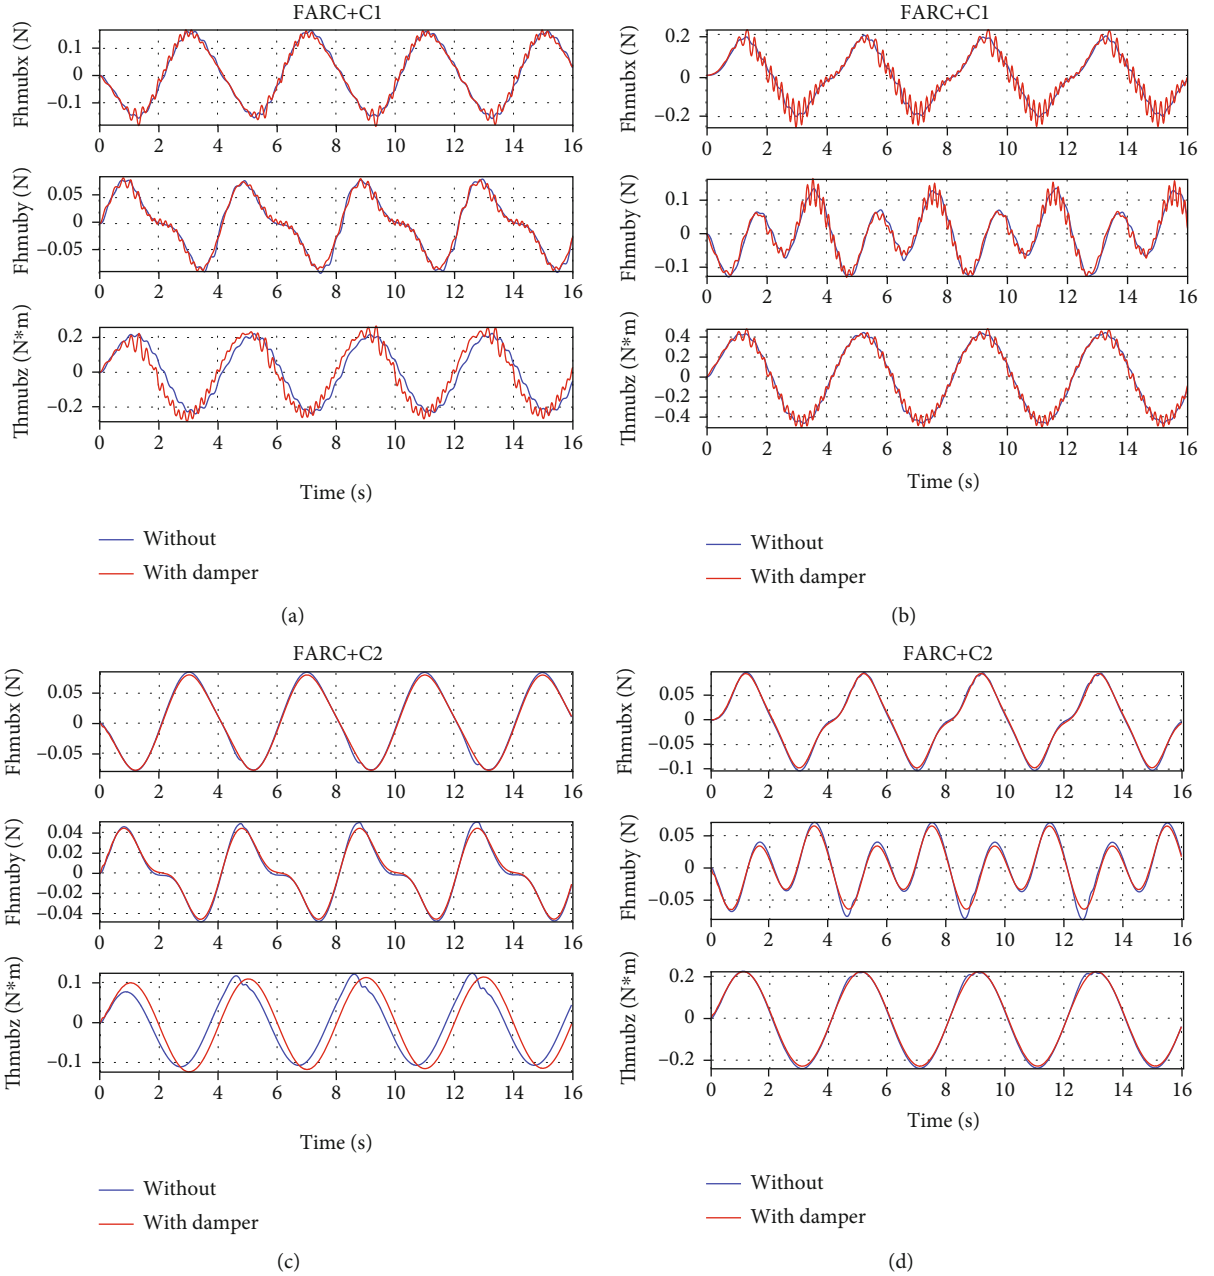 FARC+C1
Fhmubx (N)
0.1
0
−0.1
0 2 4 6 8 10 12 14 16
Fhmuby (N)
0.05
0
−0.05
0 2 4 6 8 10 12 14 16
Thmubz (N*m)
0.2
0
−0.2
0 2 4 6 8 10 12 14 16
Time (s)
Without
With damper
(a)
FARC+C1
Fhmubx (N)
0.2
0
−0.2
0 2 4 6 8 10 12 14 16
Fhmuby (N)
0.1
0
−0.1
0 2 4 6 8 10 12 14 16
Thmubz (N*m)
0.4
0.2
0
−0.2
−0.4
0 2 4 6 8 10 12 14 16
Time (s)
Without
With damper
(b)
FARC+C2
Fhmubx (N)
0.05
0
−0.05
0 2 4 6 8 10 12 14 16
Fhmuby (N)
0.04
0.02
0
−0.02
−0.04
0 2 4 6 8 10 12 14 16
Thmubz (N*m)
0.1
0
−0.1
0 2 4 6 8 10 12 14 16
Time (s)
Without
With damper
(c)
FARC+C2
Fhmubx (N)
0.05
0
−0.05
−0.1
0 2 4 6 8 10 12 14 16
Fhmuby (N)
0.05
0
−0.05
0 2 4 6 8 10 12 14 16
Thmubz (N*m)
0.2
0
−0.2
0 2 4 6 8 10 12 14 16
Time (s)
Without
With damper
(d)